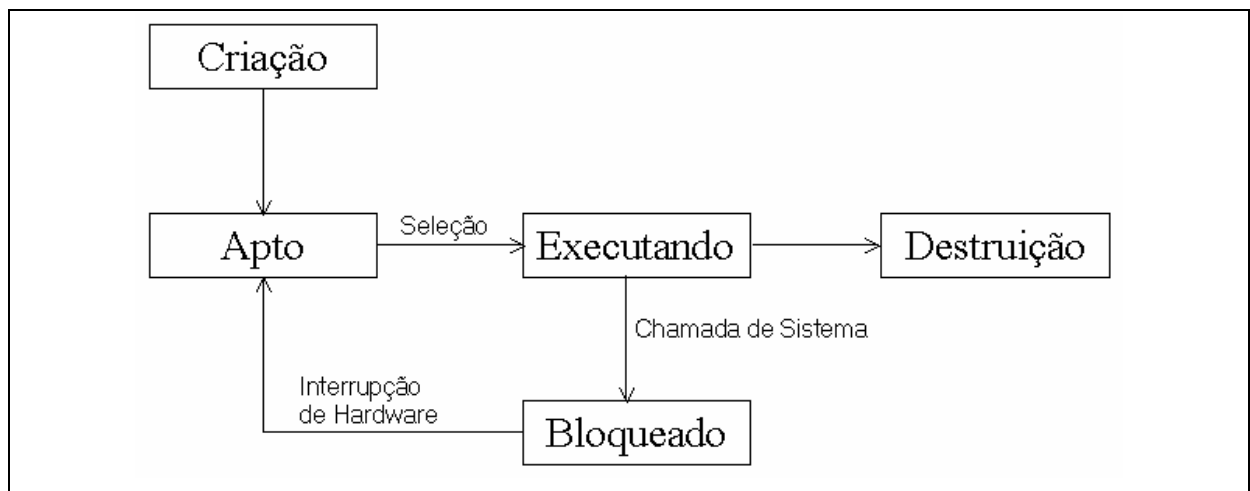 Criação
Apto
Seleção
Executando
Destruição
Chamada de Sistema
Interrupção
de Hardware
Bloqueado